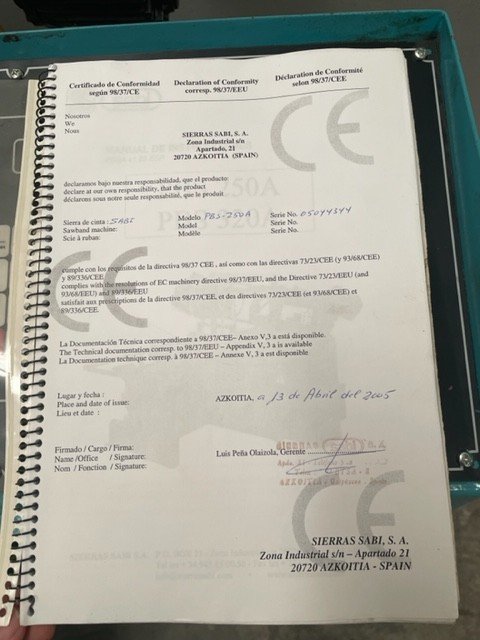 Certificado de Conformidad
según 98/37/CE
Declaration of Conformity
corresp. 98/37/EEU
Déclaration de Conformité
selon 98/37/CEE
Nosotros
We
Nous
SIERRAS SABI, S. A.
Zona Industrial s/n
Apartado, 21
20720 AZKOITIA (SPAIN)
declaramos bajo nuestra responsabilidad, que el producto:
declare at our own responsability, that the product
déclarons sous notre seule responsabilité, que le produit
Sierra de cinta : SABI Modelo PBS-250A Serie No. 05044344
Sawband machine: Model Serie No.
Scie à ruban: Modèlo Serie No.
cumple con los requisitos de la directiva 98/37 CEE , así como con las directivas 73/23/CEE (y 93/68/CEE)
y 89/336/CEE
complies with the resolutions of EC machinery directive 98/37/EEU, and the Directive 73/23/EEU (and
93/68/EEU) and 89/336/EEU
satisfait aux prescriptions de la directive 98/37/CEE, et des directives 73/23/CEE (et 93/68/CEE) et
89/336/CEE.
La Documentación Técnica correspondiente a 98/37/CEE– Anexo V,3 a está disponible.
The Technical documentation corresp. to 98/37/EEU – Appendix V, 3 a is available
La Documentation technique corresp. à 98/37/CEE – Annexe V, 3 a est disponible
Lugar y fecha :
Place and date of issue:
Lieu et date :
AZKOITIA, a 13 de Abril del 2005
Firmado / Cargo / Firma:
Name /Office / Signature:
Nom / Fonction / Signature:
Luis Peña Olaizola, Gerente
SIERRAS SABI, S. A.
Zona Industrial s/n – Apartado 21
20720 AZKOITIA - SPAIN
CE
CE
CE